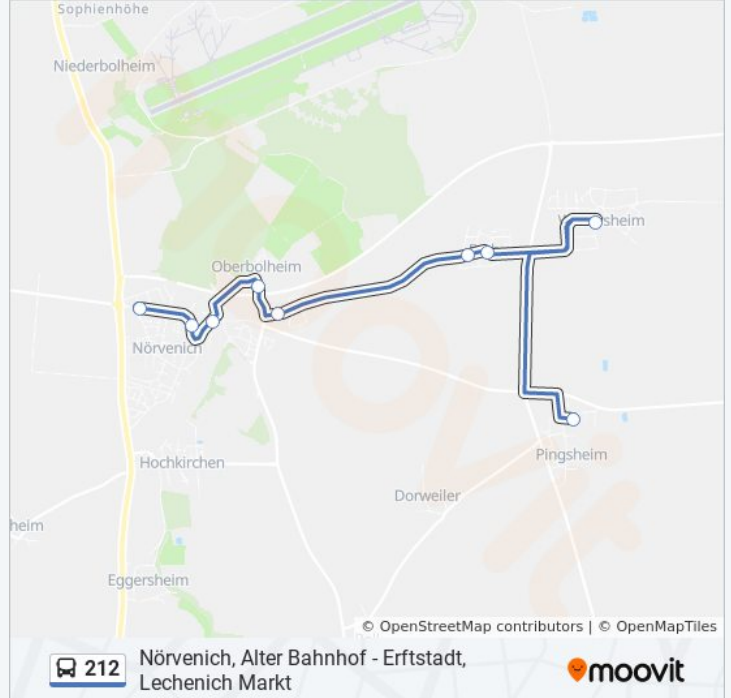 Sophienhöhe
Niederbolheim
sheim
Oberbolheim
Nörvenich
Hochkirchen
Pingsheim
Dorweiler
heim
Eggersheim
© OpenStreetMap contributors | © OpenMapTiles
212
Nörvenich, Alter Bahnhof - Erftstadt,
Lechenich Markt
moovit